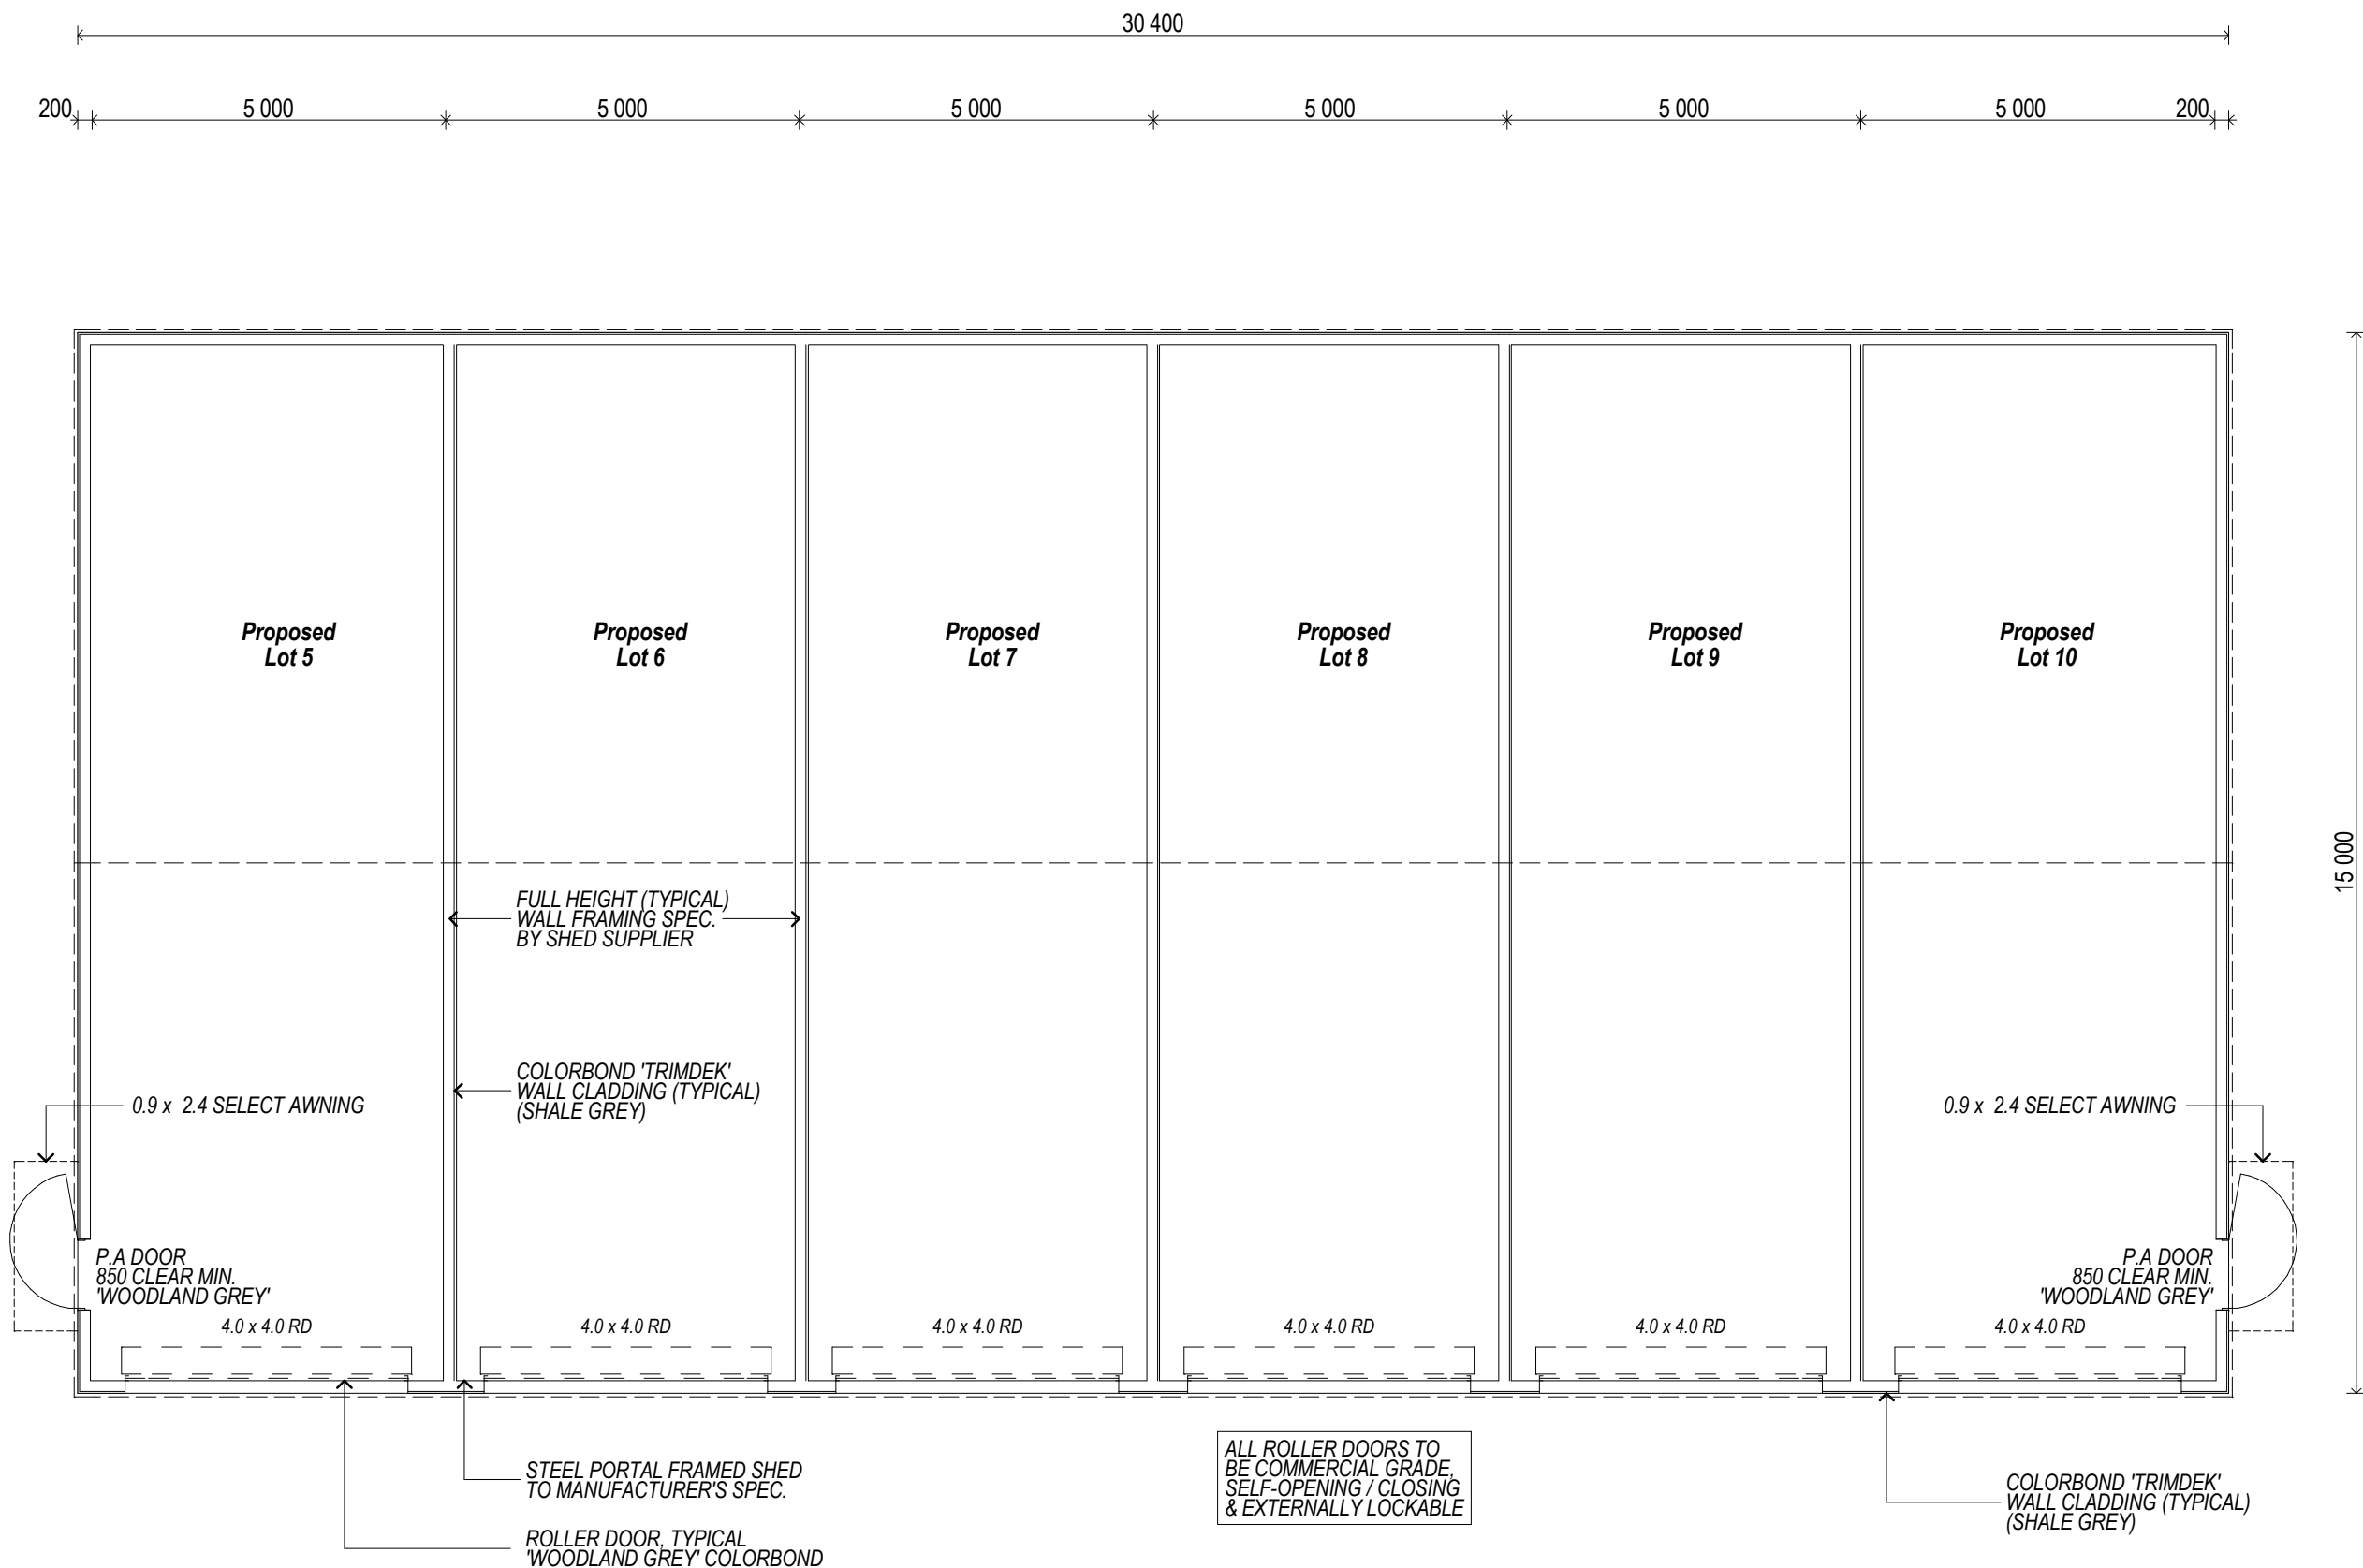 30 400
200 5 000 5 000 5 000 5 000 5 000 5 000 200
15 000
Proposed
Lot 5
Proposed
Lot 6
Proposed
Lot 7
Proposed
Lot 8
Proposed
Lot 9
Proposed
Lot 10
FULL HEIGHT (TYPICAL)
WALL FRAMING SPEC.
BY SHED SUPPLIER
COLORBOND 'TRIMDEK'
WALL CLADDING (TYPICAL)
(SHALE GREY)
0.9 x 2.4 SELECT AWNING
0.9 x 2.4 SELECT AWNING
P.A DOOR
850 CLEAR MIN.
'WOODLAND GREY'
P.A DOOR
850 CLEAR MIN.
'WOODLAND GREY'
4.0 x 4.0 RD
4.0 x 4.0 RD
4.0 x 4.0 RD
4.0 x 4.0 RD
4.0 x 4.0 RD
4.0 x 4.0 RD
STEEL PORTAL FRAMED SHED
TO MANUFACTURER'S SPEC.
ROLLER DOOR, TYPICAL
'WOODLAND GREY' COLORBOND
ALL ROLLER DOORS TO
BE COMMERCIAL GRADE,
SELF-OPENING / CLOSING
& EXTERNALLY LOCKABLE
COLORBOND 'TRIMDEK'
WALL CLADDING (TYPICAL)
(SHALE GREY)